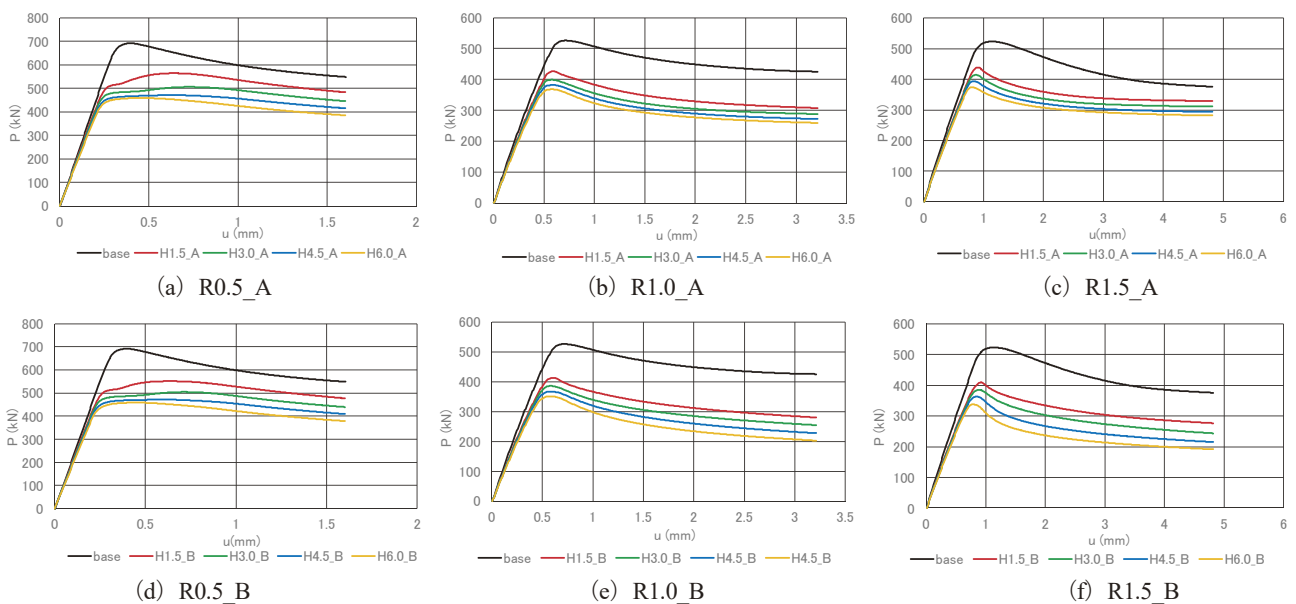 800
700
600
500
400
300
200
100
0
P (kN)
0 0.5 1 1.5 2
u (mm)
base H1.5_A H3.0_A H4.5_A H6.0_A
(a) R0.5_A
600
500
400
300
200
100
0
P (kN)
0 0.5 1 1.5 2 2.5 3 3.5
u (mm)
base H1.5_A H3.0_A H4.5_A H6.0_A
(b) R1.0_A
600
500
400
300
200
100
0
P (kN)
0 1 2 3 4 5 6
u(mm)
base H1.5_A H3.0_A H4.5_A H6.0_A
(c) R1.5_A
800
700
600
500
400
300
200
100
0
P (kN)
0 0.5 1 1.5 2
u(mm)
base H1.5_B H3.0_B H4.5_B H6.0_B
(d) R0.5_B
600
500
400
300
200
100
0
P (kN)
0 0.5 1 1.5 2 2.5 3 3.5
u (mm)
base H1.5_B H3.0_B H4.5_B H4.5_B
(e) R1.0_B
600
500
400
300
200
100
0
P (kN)
0 1 2 3 4 5 6
u (mm)
base H1.5_B H3.0_B H4.5_B H6.0_B
(f) R1.5_B